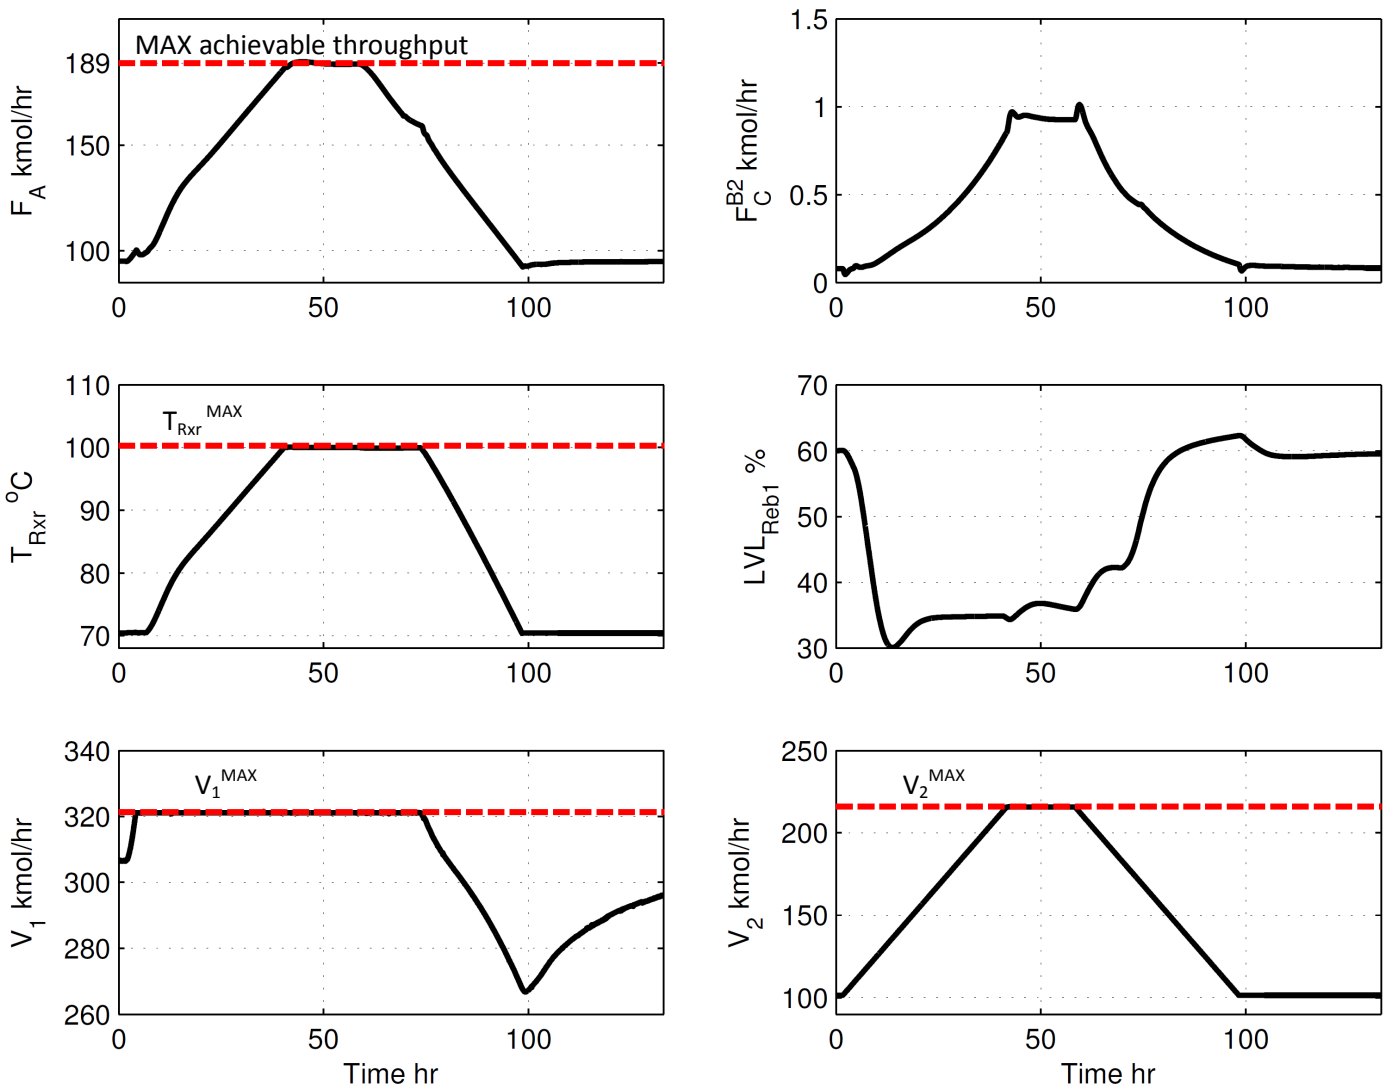 MAX achievable throughput
189
150
100
F_A kmol/hr
0 50 100
1.5
1
0.5
0
F_C^B2 kmol/hr
0 50 100
110
100
90
80
70
T_Rxr °C
T_Rxr^MAX
0 50 100
70
60
50
40
30
LVL_Reb1 %
0 50 100
340
320
300
280
260
V_1 kmol/hr
V_1^MAX
0 50 100
Time hr
250
200
150
100
V_2 kmol/hr
V_2^MAX
0 50 100
Time hr